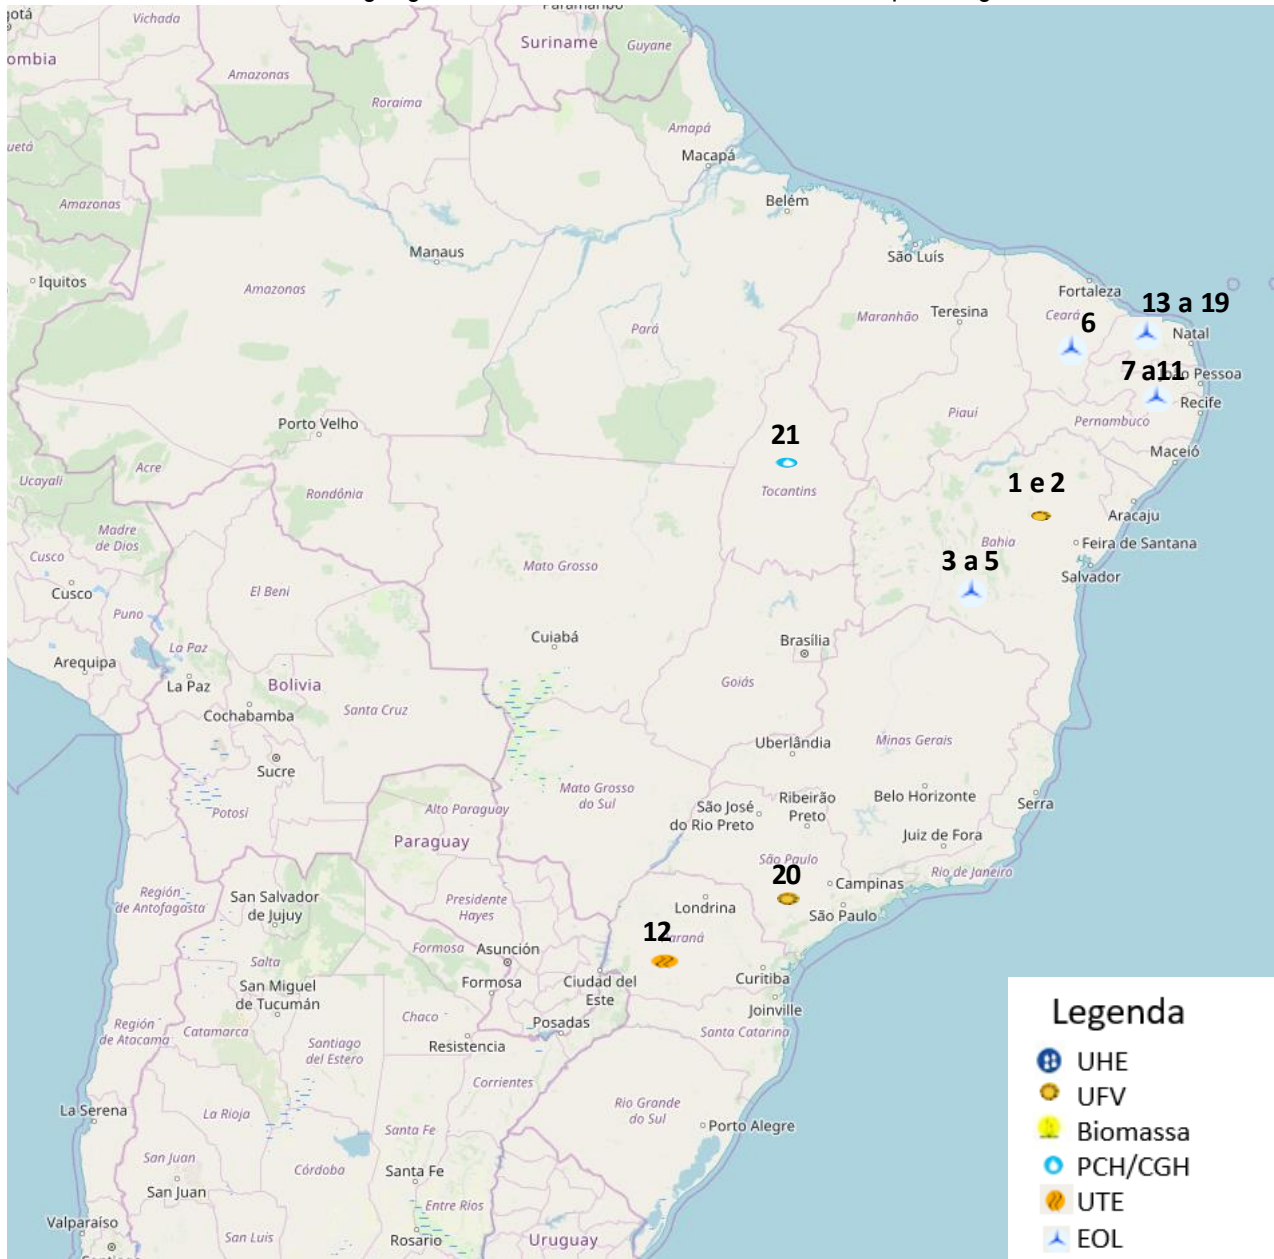 gotá
Vichada
Paramaribo
Suriname
Guyane
ombia
Amazonas
Roraima
Amapá
uetá
Macapá
Amazonas
Belém
Manaus
São Luís
Iquitos
Amazonas
Fortaleza
13 a 19
Pará
Maranhão
Teresina
Ceará
6
Natal
7 a 11
Pessoa
Recife
Piauí
Pernambuco
Porto Velho
21
Maceió
Acre
Ucayali
Rondônia
Tocantins
1 e 2
Aracaju
Madre
de Dios
Bahia
Feira de Santana
Cusco
Mato Grosso
3 a 5
Salvador
Cusco
El Beni
Puno
Cuiabá
Brasília
La Paz
Arequipa
La Paz
Bolivia
Goiás
Santa Cruz
Cochabamba
Uberlândia
Minas Gerais
Sucre
Mato Grosso
do Sul
Ribeirão
Preto
Belo Horizonte
Serra
São José
do Rio Preto
Potosí
Alto Paraguay
Juiz de Fora
Paraguay
São Paulo
20
Campinas
Rio de Janeiro
Región
de Antofagasta
San Salvador
de Jujuy
Presidente
Hayes
Londrina
São Paulo
12
Paraná
Formosa
Asunción
Salta
San Miguel
de Tucumán
Formosa
Ciudad del
Este
Curitiba
Joinville
Región
de Atacama
Catamarca
Chaco
Posadas
Santa Catarina
Santiago
del Estero
Resistencia
Corrientes
La Serena
La Rioja
Rio Grande
do Sul
Porto Alegre
Santa Fe
San Juan
Córdoba
Santa Fe
San Juan
Entre Ríos
Valparaíso
San Luis
Rosario
Uruguay
Legenda
UHE
UFV
Biomassa
PCH/CGH
UTE
EOL